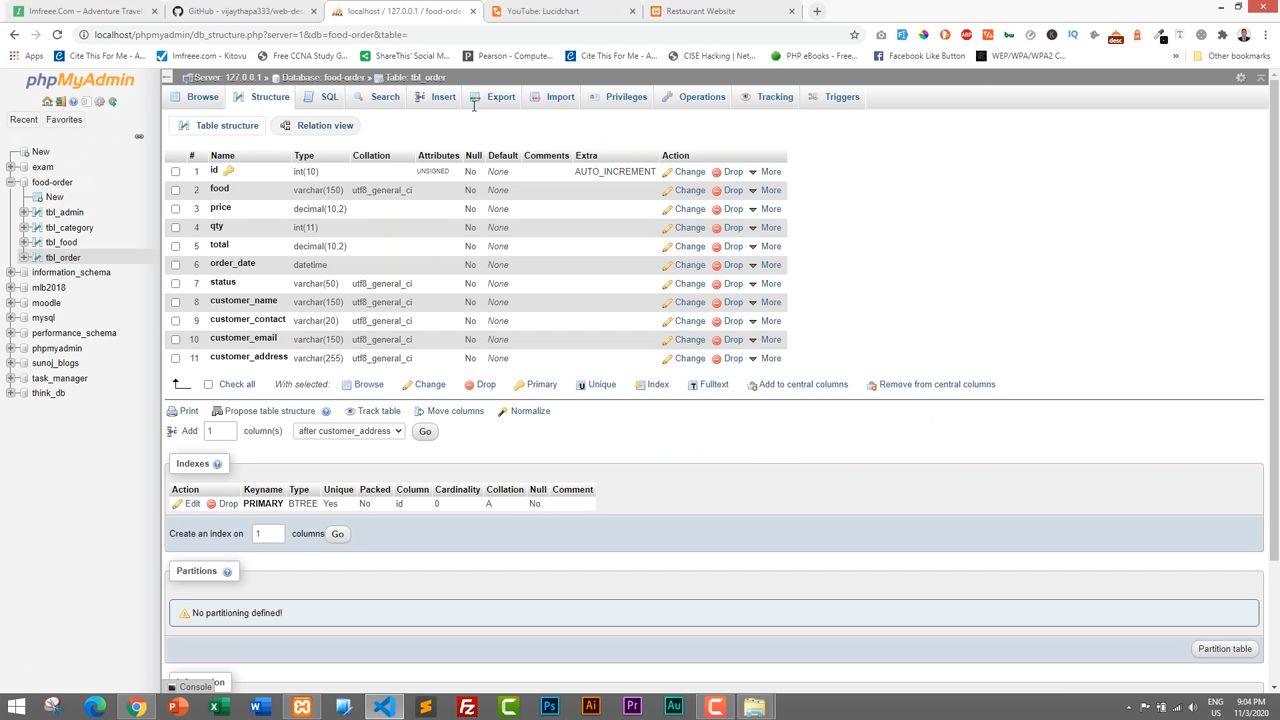 Imfreee.Com – Adventure Travel
GitHub - vijaythapa333/web-des
localhost / 127.0.0.1 / food-order
YouTube: Lucidchart
Restaurant Website
localhost/phpmyadmin/db_structure.php?server=1&db=food-order&table=
Apps
Cite This For Me - A...
Imfreee.com - Kitovu
Free CCNA Study G...
ShareThis' Social M...
Pearson - Compute...
Cite This For Me - A...
CISE Hacking | Net...
PHP eBooks - Free...
Facebook Like Button
WEP/WPA/WPA2 C...
Other bookmarks
phpMyAdmin
Recent Favorites
New
exam
food-order
New
tbl_admin
tbl_category
tbl_food
tbl_order
information_schema
mlb2018
moodle
mysql
performance_schema
phpmyadmin
sunoj_blogs
task_manager
think_db
Server: 127.0.0.1 » Database: food-order » Table: tbl_order
Browse Structure SQL Search Insert Export Import Privileges Operations Tracking Triggers
Table structure Relation view
# Name Type Collation Attributes Null Default Comments Extra Action
1 id int(10) UNSIGNED No None AUTO_INCREMENT Change Drop More
2 food varchar(150) utf8_general_ci No None Change Drop More
3 price decimal(10,2) No None Change Drop More
4 qty int(11) No None Change Drop More
5 total decimal(10,2) No None Change Drop More
6 order_date datetime No None Change Drop More
7 status varchar(50) utf8_general_ci No None Change Drop More
8 customer_name varchar(150) utf8_general_ci No None Change Drop More
9 customer_contact varchar(20) utf8_general_ci No None Change Drop More
10 customer_email varchar(150) utf8_general_ci No None Change Drop More
11 customer_address varchar(255) utf8_general_ci No None Change Drop More
Check all With selected: Browse Change Drop Primary Unique Index Fulltext Add to central columns Remove from central columns
Print Propose table structure Track table Move columns Normalize
Add 1 column(s) after customer_address Go
Indexes
Action Keyname Type Unique Packed Column Cardinality Collation Null Comment
Edit Drop PRIMARY BTREE Yes No id 0 A No
Create an index on 1 columns Go
Partitions
No partitioning defined!
Partition table
Console
ENG
US
9:04 PM
11/3/2020